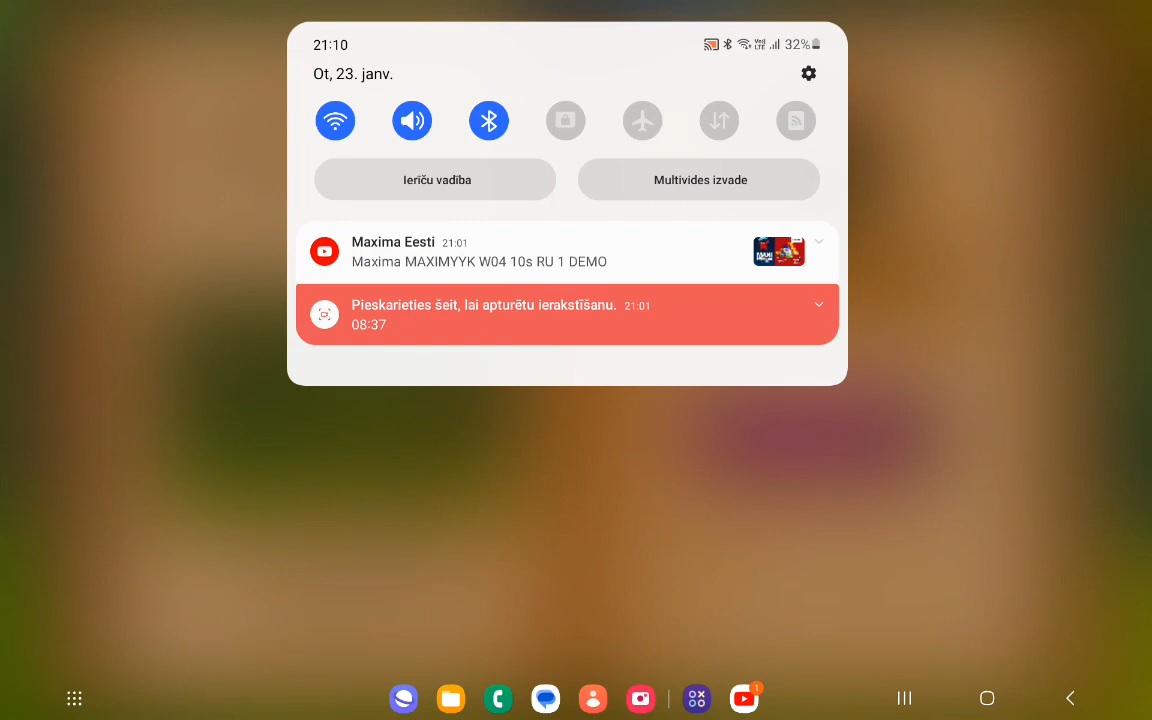 21:10
32%
Ot, 23. janv.
Ierīču vadība
Multivides izvade
Maxima Eesti 21:01
Maxima MAXIMYYK W04 10s RU 1 DEMO
Pieskarieties šeit, lai apturētu ierakstīšanu. 21:01
08:37
1